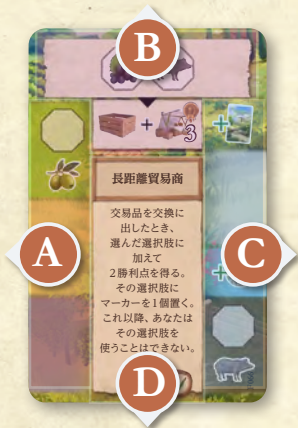 B
+
3
+
長距離貿易商
交易品を交換に
出したとき、
選んだ選択肢に
加えて
2勝利点を得る。
その選択肢に
マーカーを1個置く。
これ以降、あなたは
その選択肢を
使うことはできない。
A
C
+
D